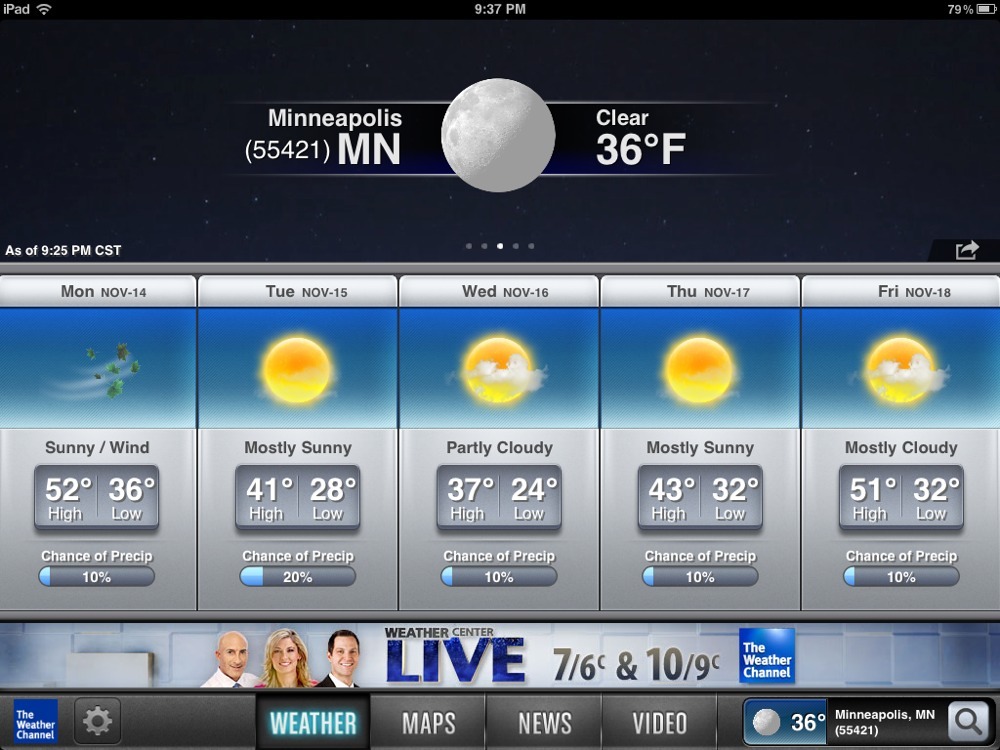 iPad 9:37 PM 79%
Minneapolis
(55421) MN
Clear
36°F
As of 9:25 PM CST
Mon NOV-14
Tue NOV-15
Wed NOV-16
Thu NOV-17
Fri NOV-18
Sunny / Wind
Mostly Sunny
Partly Cloudy
Mostly Sunny
Mostly Cloudy
52° 36°
High Low
41° 28°
High Low
37° 24°
High Low
43° 32°
High Low
51° 32°
High Low
Chance of Precip
10%
Chance of Precip
20%
Chance of Precip
10%
Chance of Precip
10%
Chance of Precip
10%
WEATHER CENTER
LIVE
7/6c & 10/9c
The
Weather
Channel
The
Weather
Channel
WEATHER
MAPS
NEWS
VIDEO
36°
Minneapolis, MN
(55421)